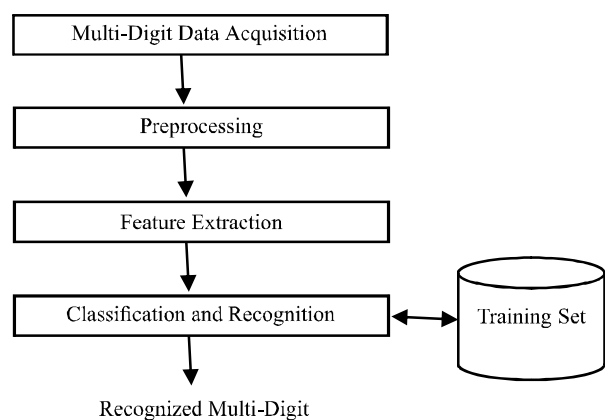 Multi-Digit Data Acquisition
Preprocessing
Feature Extraction
Classification and Recognition
Training Set
Recognized Multi-Digit